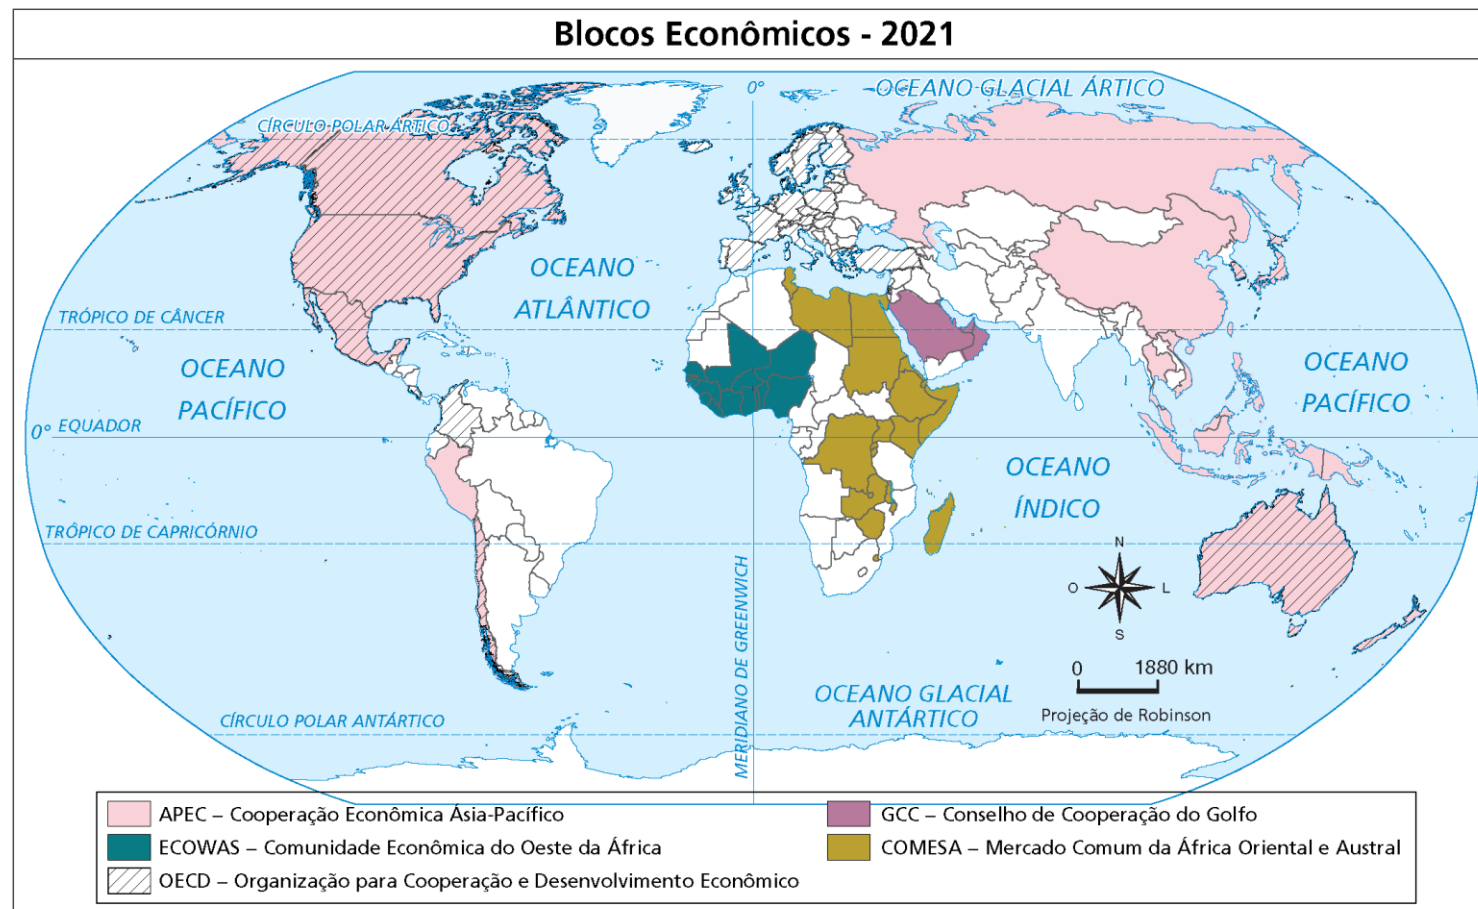 Blocos Econômicos - 2021
0°
OCEANO GLACIAL ÁRTICO
CÍRCULO POLAR ÁRTICO
OCEANO
ATLÂNTICO
TRÓPICO DE CÂNCER
OCEANO
PACÍFICO
OCEANO
PACÍFICO
0° EQUADOR
OCEANO
ÍNDICO
TRÓPICO DE CAPRICÓRNIO
MERIDIANO DE GREENWICH
N
O
L
S
0 1880 km
Projeção de Robinson
OCEANO GLACIAL
ANTÁRTICO
CÍRCULO POLAR ANTÁRTICO
APEC – Cooperação Econômica Ásia-Pacífico
GCC – Conselho de Cooperação do Golfo
ECOWAS – Comunidade Econômica do Oeste da África
COMESA – Mercado Comum da África Oriental e Austral
OECD – Organização para Cooperação e Desenvolvimento Econômico